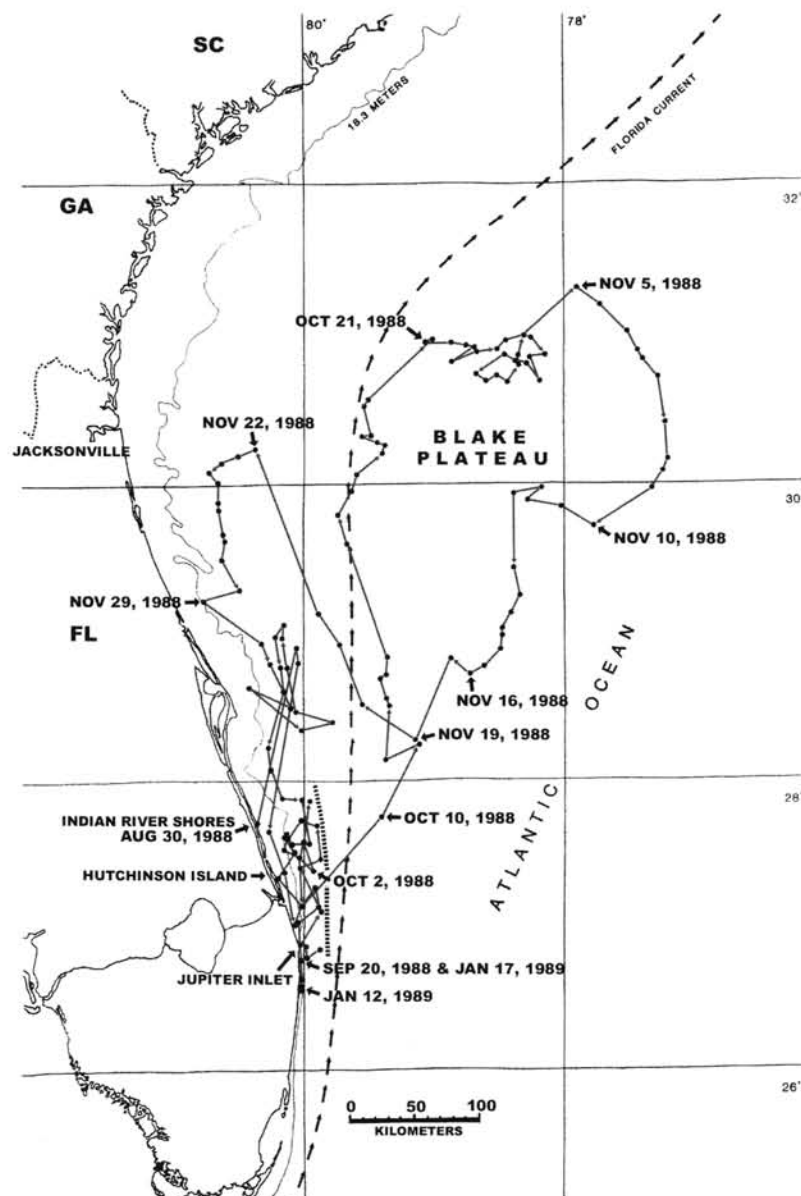 80°
78°
SC
18.3 METERS
FLORIDA CURRENT
GA
32°
NOV 5, 1988
OCT 21, 1988
NOV 22, 1988
BLAKE
PLATEAU
JACKSONVILLE
30°
NOV 10, 1988
NOV 29, 1988
FL
ATLANTIC OCEAN
NOV 16, 1988
NOV 19, 1988
28°
INDIAN RIVER SHORES
AUG 30, 1988
OCT 10, 1988
HUTCHINSON ISLAND
OCT 2, 1988
JUPITER INLET
SEP 20, 1988 & JAN 17, 1989
JAN 12, 1989
26°
0 50 100
KILOMETERS